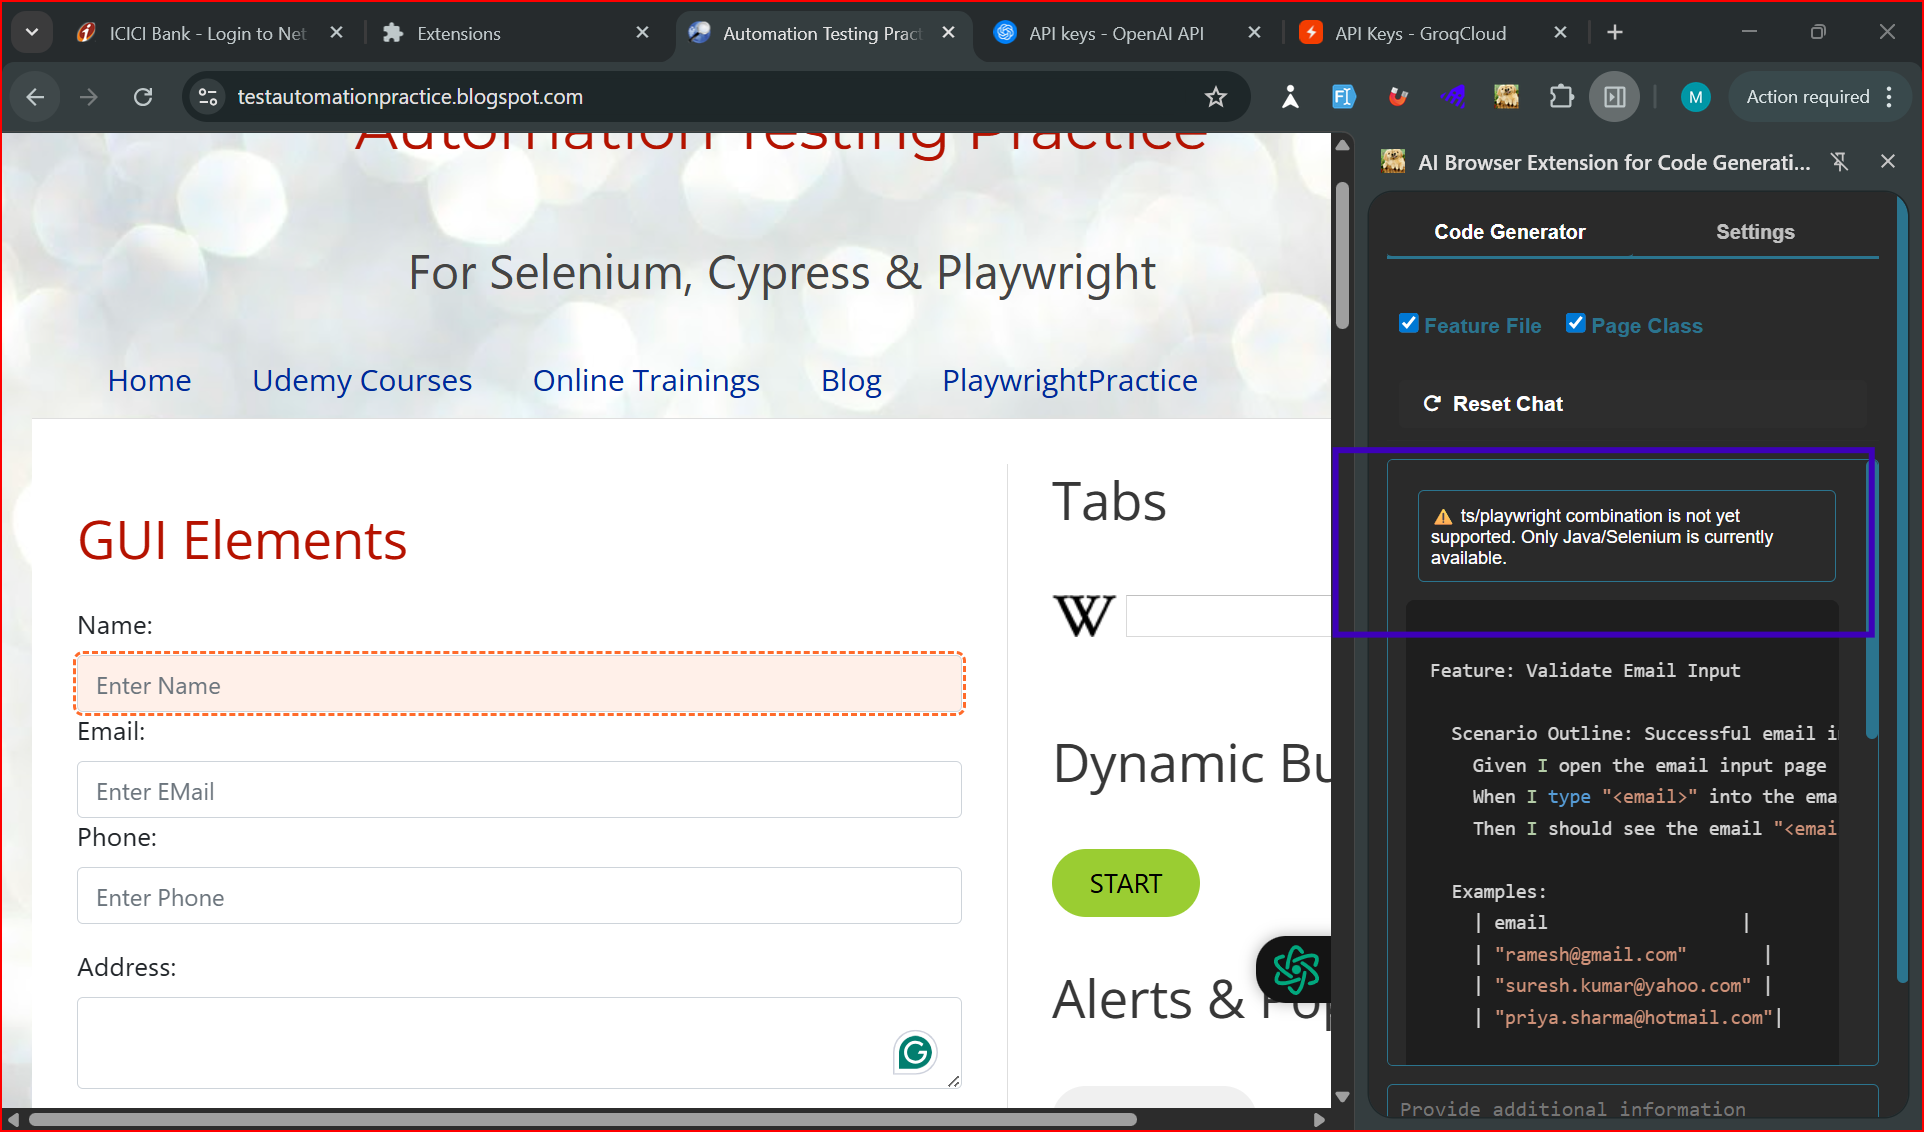 ICICI Bank - Login to Net
Extensions
Automation Testing Pract
API keys - OpenAI API
API Keys - GroqCloud
testautomationpractice.blogspot.com
M
Action required
Automation Testing Practice
For Selenium, Cypress & Playwright
Home
Udemy Courses
Online Trainings
Blog
PlaywrightPractice
GUI Elements
Name:
Enter Name
Email:
Enter EMail
Phone:
Enter Phone
Address:
Tabs
W
Dynamic Bu
START
Alerts & Pop
AI Browser Extension for Code Generati...
Code Generator
Settings
Feature File
Page Class
Reset Chat
ts/playwright combination is not yet
supported. Only Java/Selenium is currently
available.
Feature: Validate Email Input
Scenario Outline: Successful email i
Given I open the email input page
When I type "<email>" into the ema
Then I should see the email "<emai
Examples:
| email |
| "ramesh@gmail.com" |
| "suresh.kumar@yahoo.com" |
| "priya.sharma@hotmail.com"|
Provide additional information